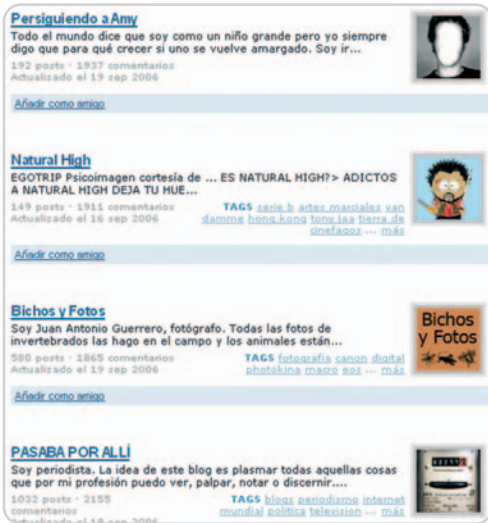 Persiguiendo a Amy
Todo el mundo dice que soy como un niño grande pero yo siempre
digo que para qué crecer si uno se vuelve amargado. Soy ir...
192 posts · 1937 comentarios
Actualizado el 19 sep 2006
Añadir como amigo
Natural High
EGOTRIP Psicoimagen cortesía de ... ES NATURAL HIGH?> ADICTOS
A NATURAL HIGH DEJA TU HUE...
149 posts · 1911 comentarios
Actualizado el 16 sep 2006
TAGS serie b artes marciales van
damme hong kong tony jaa tierra de
cinefagos ... más
Añadir como amigo
Bichos y Fotos
Soy Juan Antonio Guerrero, fotógrafo. Todas las fotos de
invertebrados las hago en el campo y los animales están...
580 posts · 1865 comentarios
Actualizado el 19 sep 2006
TAGS fotografia canon digital
photokina macro eos ... más
Bichos
y Fotos
Añadir como amigo
PASABA POR ALLÍ
Soy periodista. La idea de este blog es plasmar todas aquellas cosas
que por mi profesión puedo ver, palpar, notar o discernir....
1032 posts · 2155
comentarios
Actualizado el 19 sep 2006
TAGS blogs periodismo internet
mundial politica television ... más